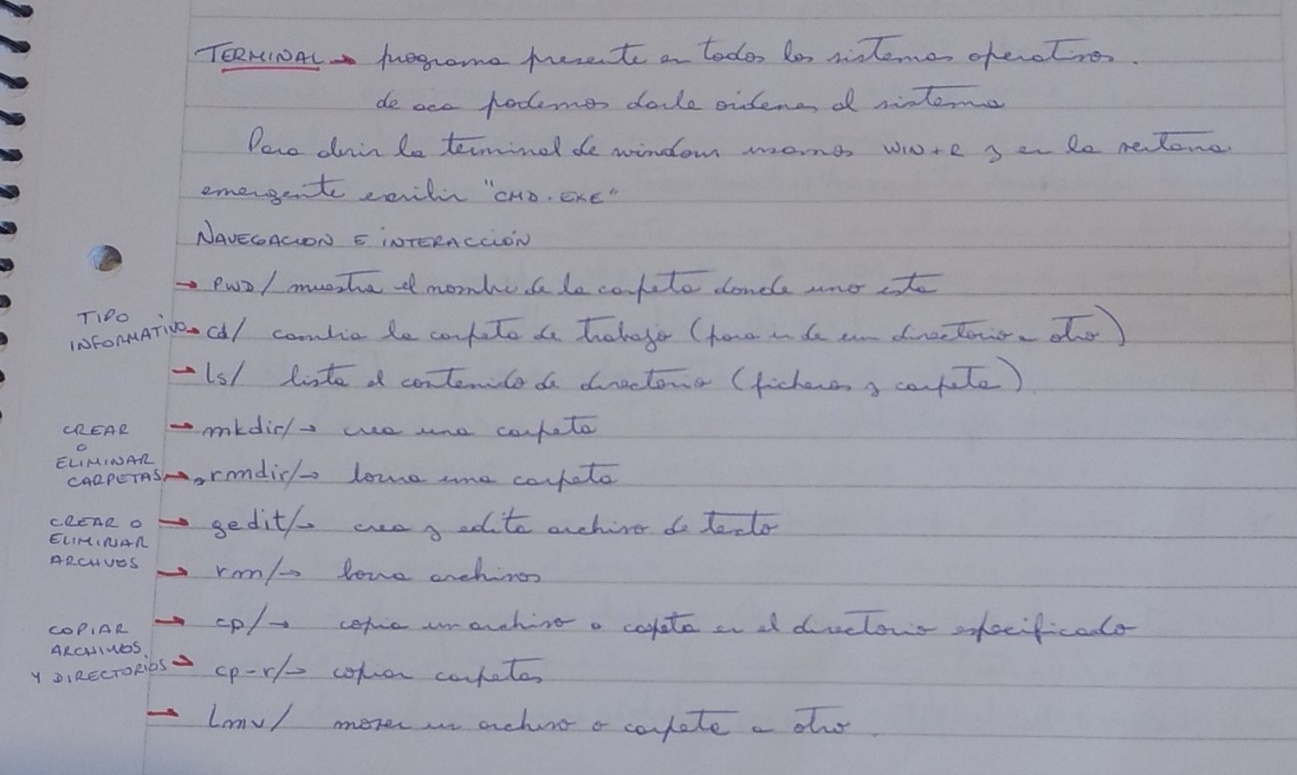 TERMINAL → programa presente en todos los sistemas operativos.
de aca podemos darle ordenes al sistema
Para abrir la terminal de windows usamos WIN+R y en la ventana
emergente escribir "CMD.EXE"
NAVEGACION E INTERACCIÓN
→ PWD/ muestra el nombre de la carpeta donde uno esta
TIPO
INFORMATIVO → cd/ cambia la carpeta de trabajo (para ir de un directorio a otro)
→ ls/ lista el contenido de directorio (ficheros y carpeta)
CREAR → mkdir/→ crea una carpeta
O
ELIMINAR
CARPETAS → rmdir/→ borra una carpeta
CREAR O → gedit/→ crea y edita archivo de texto
ELIMINAR
ARCHIVOS
→ rm/→ borra archivos
→ cp/→ copia un archivo o carpeta en el directorio especificado
COPIAR
ARCHIVOS
Y DIRECTORIOS → cp-r/→ copiar carpetas
→ lmv/ mover un archivo o carpeta a otro.